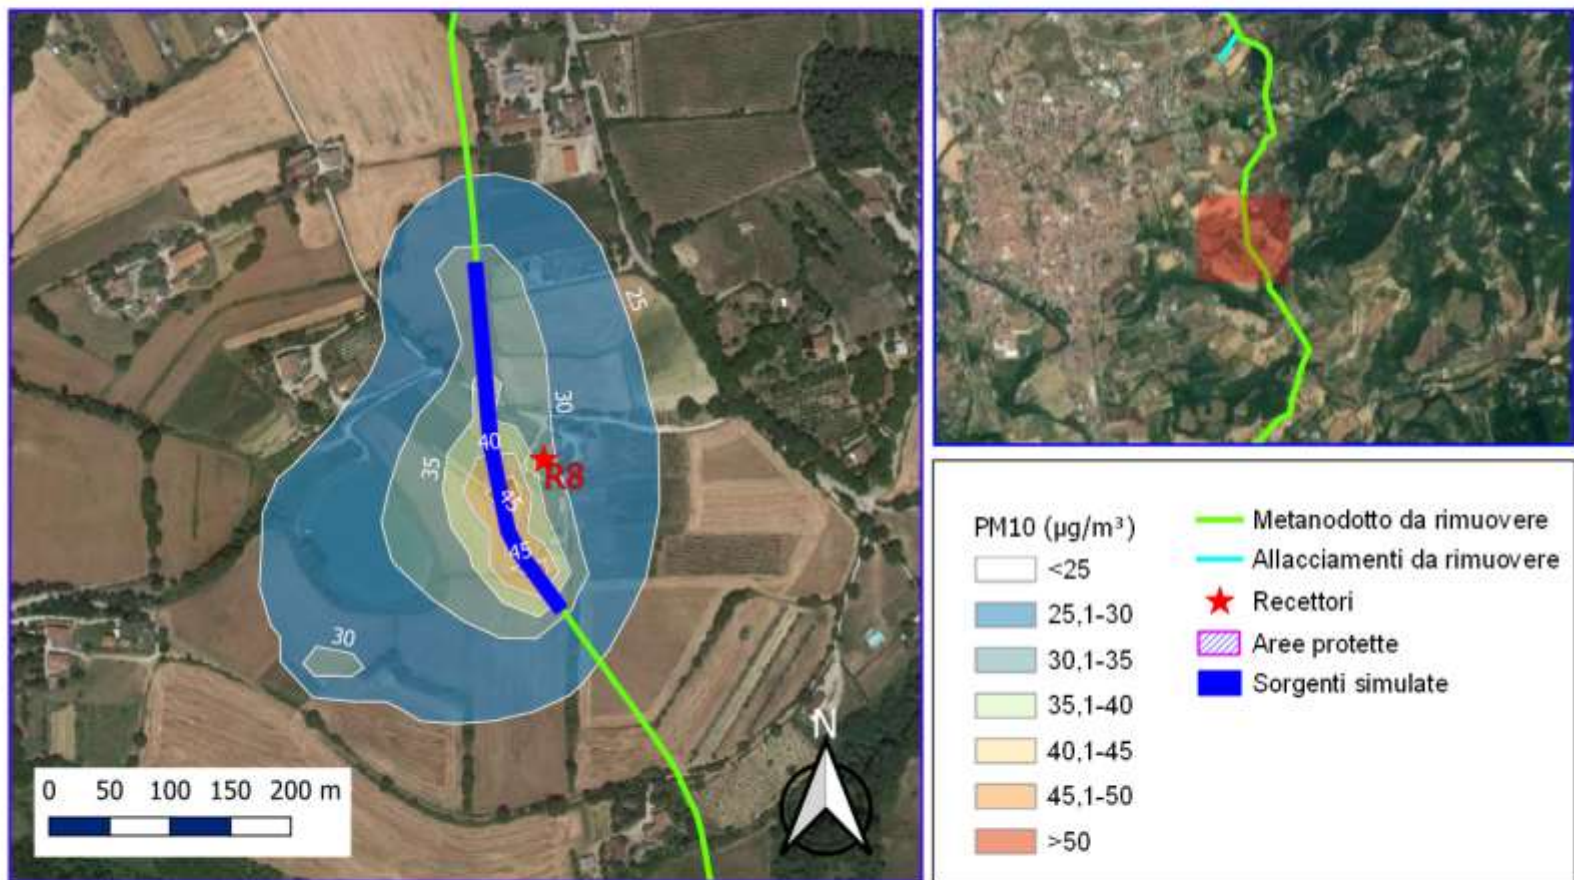 25
30
40
35
R8
45
45
30
N
0 50 100 150 200 m
PM10 (µg/m³)
<25
25,1-30
30,1-35
35,1-40
40,1-45
45,1-50
>50
Metanodotto da rimuovere
Allacciamenti da rimuovere
Recettori
Aree protette
Sorgenti simulate